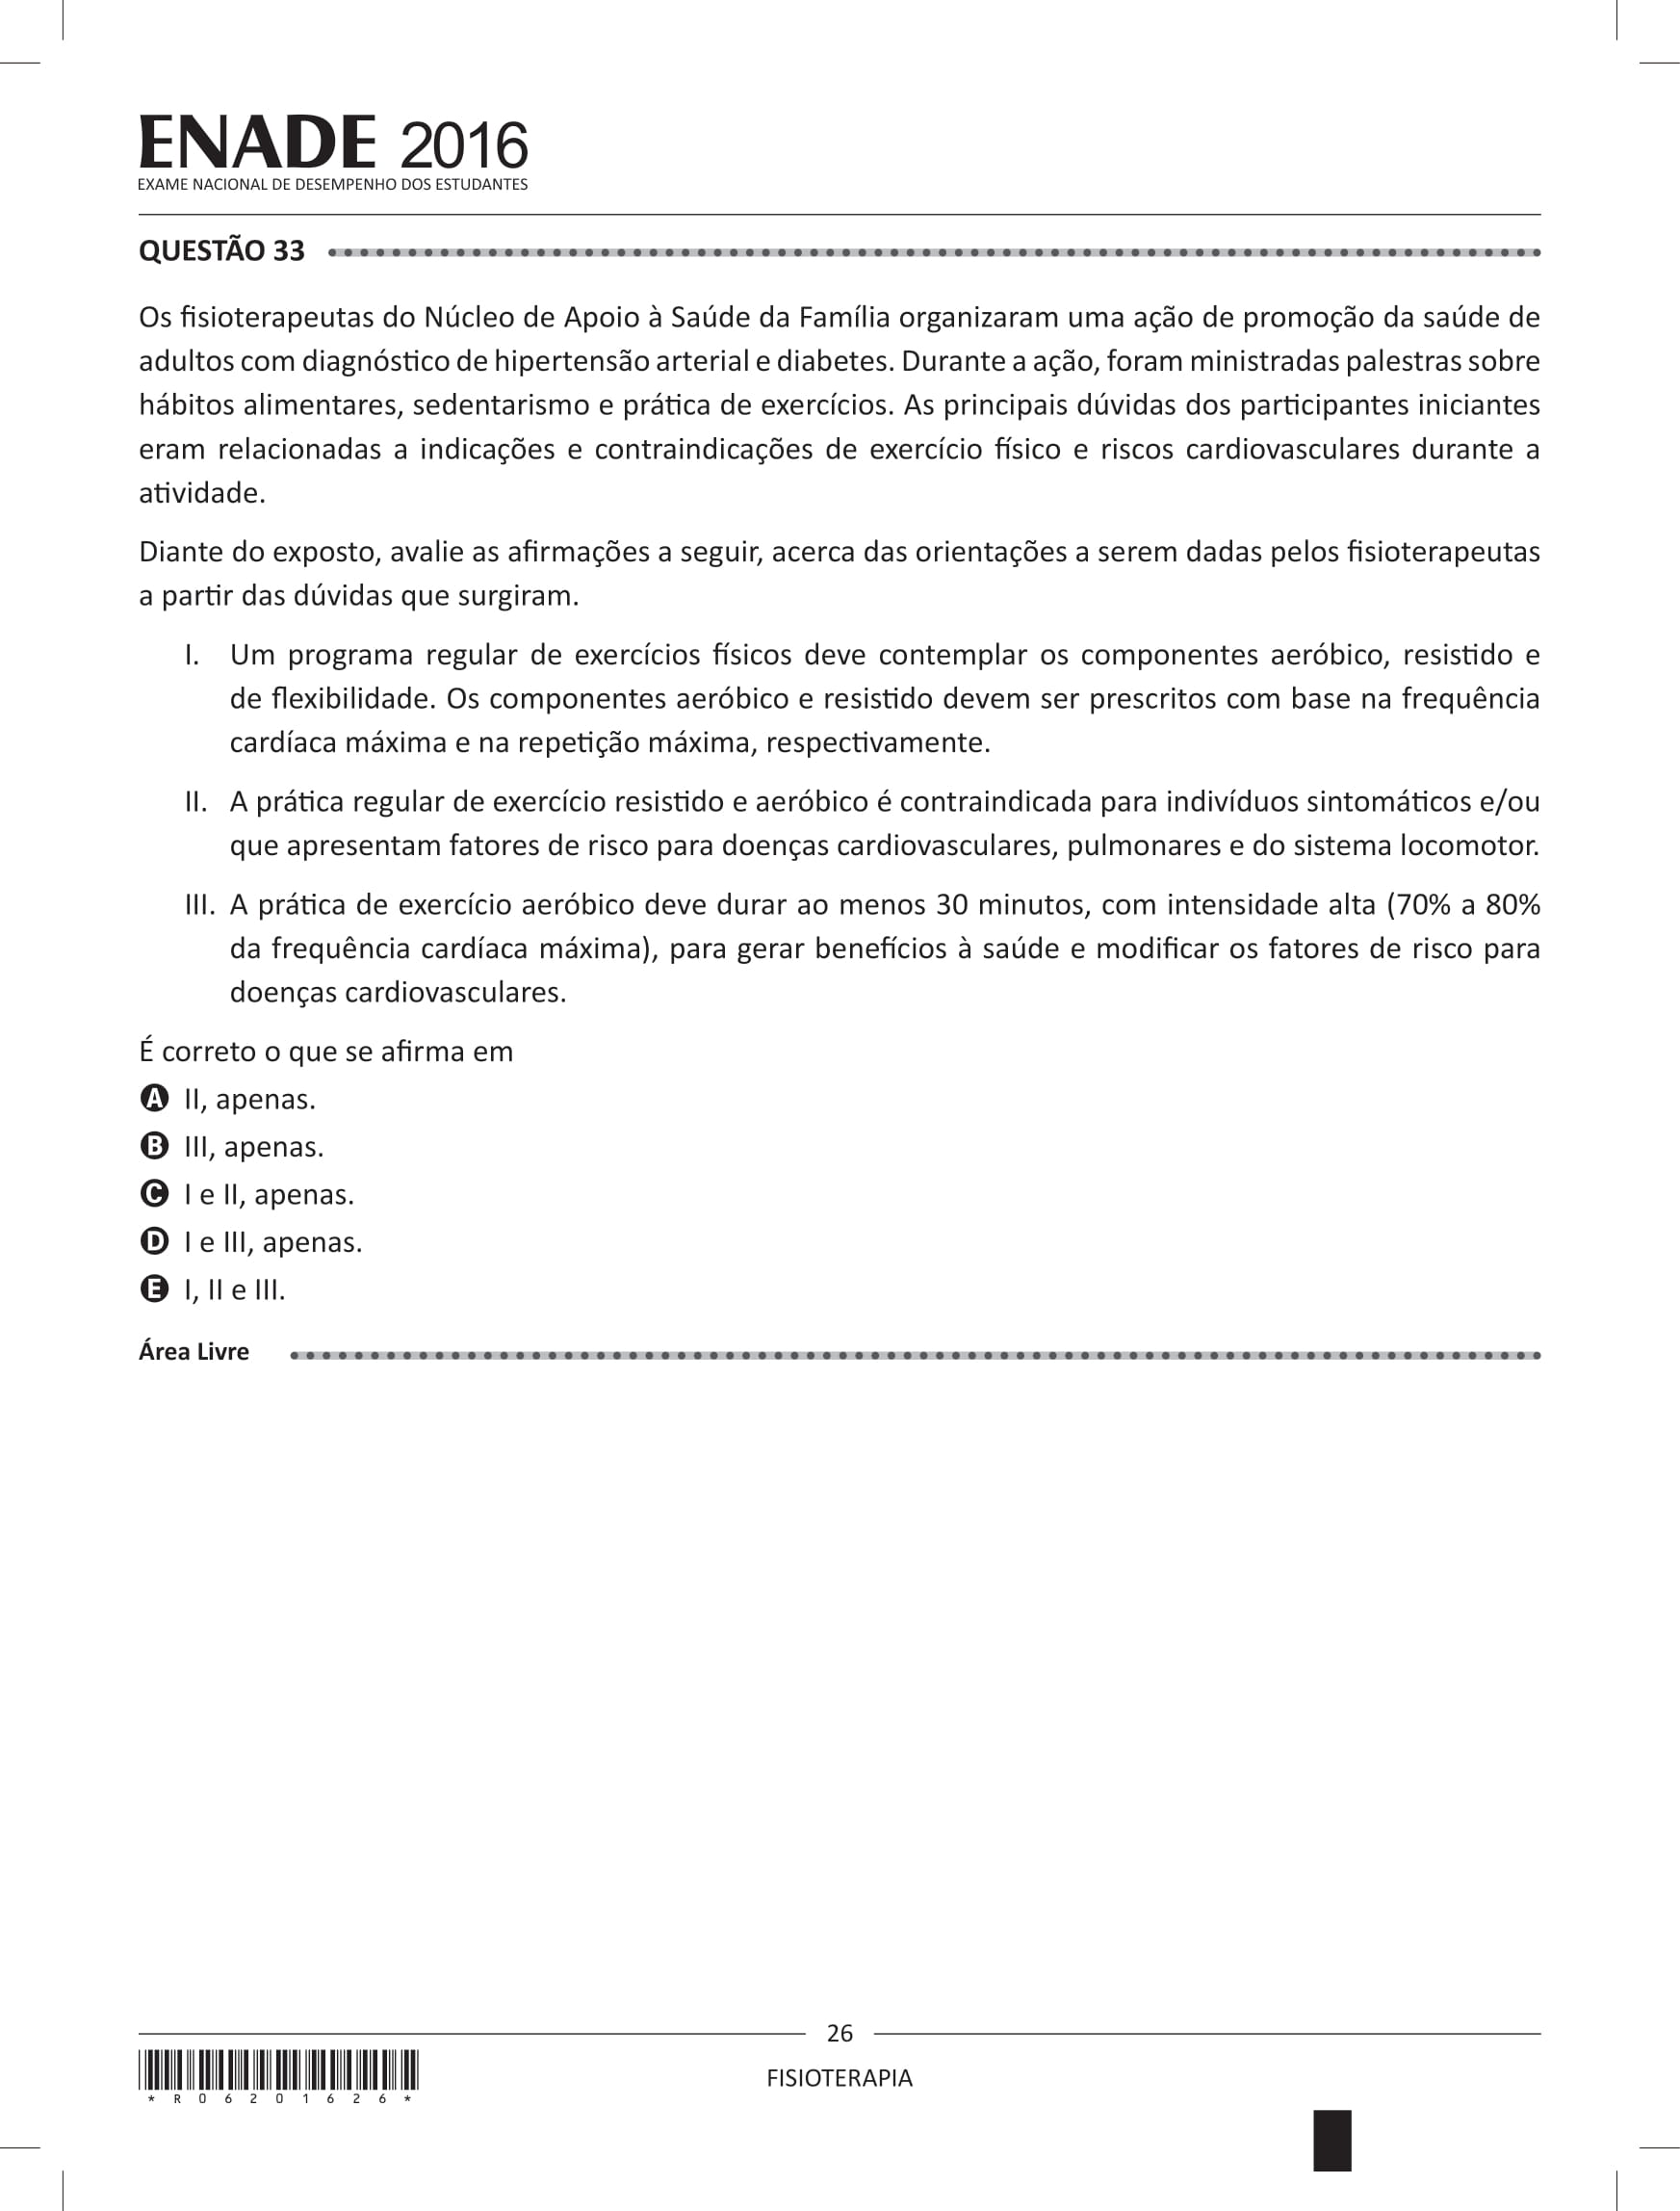 ENADE 2016
EXAME NACIONAL DE DESEMPENHO DOS ESTUDANTES
QUESTÃO 33
Os fisioterapeutas do Núcleo de Apoio à Saúde da Família organizaram uma ação de promoção da saúde de
adultos com diagnóstico de hipertensão arterial e diabetes. Durante a ação, foram ministradas palestras sobre
hábitos alimentares, sedentarismo e prática de exercícios. As principais dúvidas dos participantes iniciantes
eram relacionadas a indicações e contraindicações de exercício físico e riscos cardiovasculares durante a
atividade.
Diante do exposto, avalie as afirmações a seguir, acerca das orientações a serem dadas pelos fisioterapeutas
a partir das dúvidas que surgiram.
I. Um programa regular de exercícios físicos deve contemplar os componentes aeróbico, resistido e
de flexibilidade. Os componentes aeróbico e resistido devem ser prescritos com base na frequência
cardíaca máxima e na repetição máxima, respectivamente.
II. A prática regular de exercício resistido e aeróbico é contraindicada para indivíduos sintomáticos e/ou
que apresentam fatores de risco para doenças cardiovasculares, pulmonares e do sistema locomotor.
III. A prática de exercício aeróbico deve durar ao menos 30 minutos, com intensidade alta (70% a 80%
da frequência cardíaca máxima), para gerar benefícios à saúde e modificar os fatores de risco para
doenças cardiovasculares.
É correto o que se afirma em
A II, apenas.
B III, apenas.
C I e II, apenas.
D I e III, apenas.
E I, II e III.
Área Livre
26
FISIOTERAPIA
* R 0 6 2 0 1 6 2 6 *